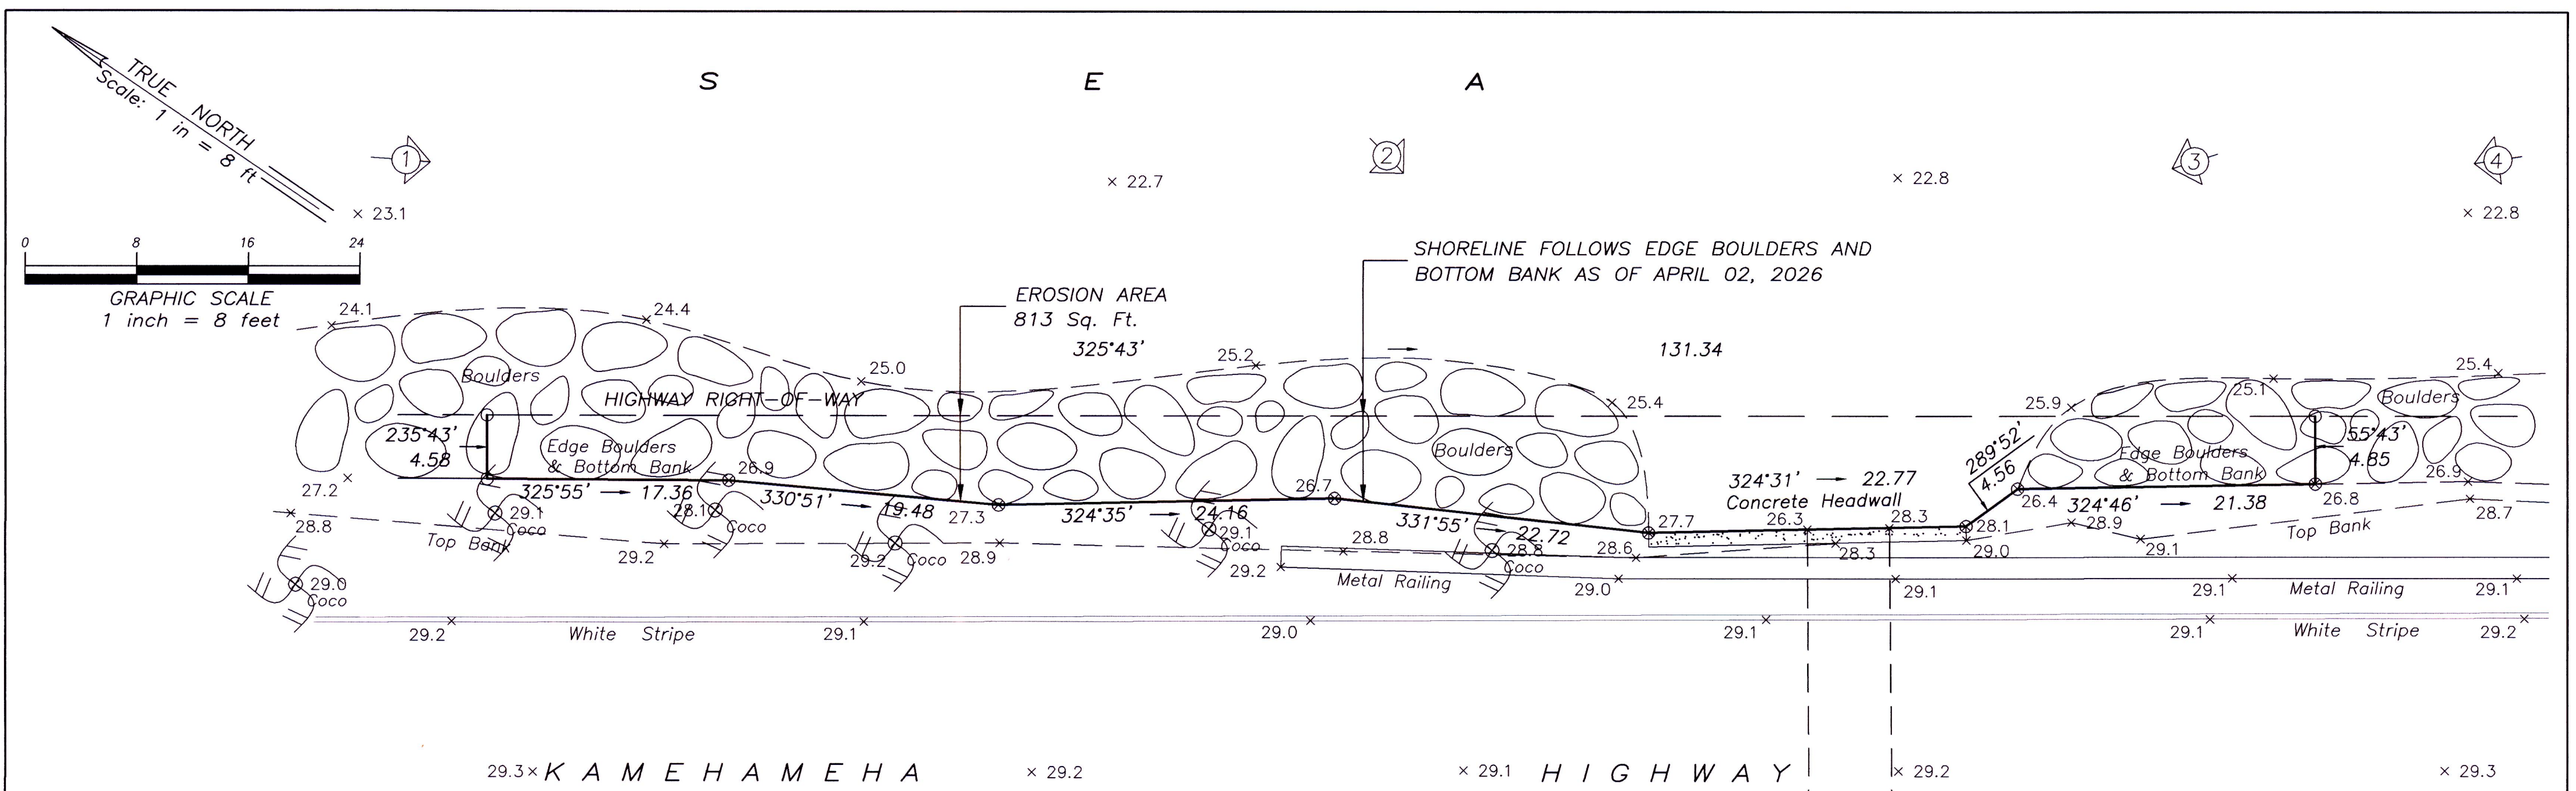 S E A
TRUE NORTH
Scale: 1 in = 8 ft
1
2
3
4
× 22.7
× 22.8
× 23.1
× 22.8
0 8 16 24
GRAPHIC SCALE
1 inch = 8 feet
SHORELINE FOLLOWS EDGE BOULDERS AND
BOTTOM BANK AS OF APRIL 02, 2026
EROSION AREA
813 Sq. Ft.
325°43'
131.34
24.1
24.4
25.0
25.2
25.4
25.9
25.1
25.4
Boulders
HIGHWAY RIGHT-OF-WAY
Boulders
235°43'
4.58
Edge Boulders
& Bottom Bank
26.9
Boulders
289°52'
4.56
Edge Boulders
& Bottom Bank
55°43'
4.85
26.9
27.2
325°55' 17.36
330°51' 19.48
27.3
324°35' 24.16
26.7
331°55' 22.72
27.7
324°31' 22.77
Concrete Headwall
26.3
28.3
28.1
26.4
324°46' 21.38
26.8
28.8
Top Bank
29.1
Coco
29.2
28.1
Coco
29.2
Coco
28.9
29.1
Coco
28.8
28.8
Coco
28.6
28.3
29.0
28.9
29.1
Top Bank
28.7
29.0
Coco
29.2
Metal Railing
29.0
29.1
29.1
Metal Railing
29.1
29.2
White Stripe
29.1
29.0
29.1
29.1
White Stripe
29.2
29.3 ×
KAMEHAMEHA
× 29.2
× 29.1
HIGHWAY
× 29.2
× 29.3